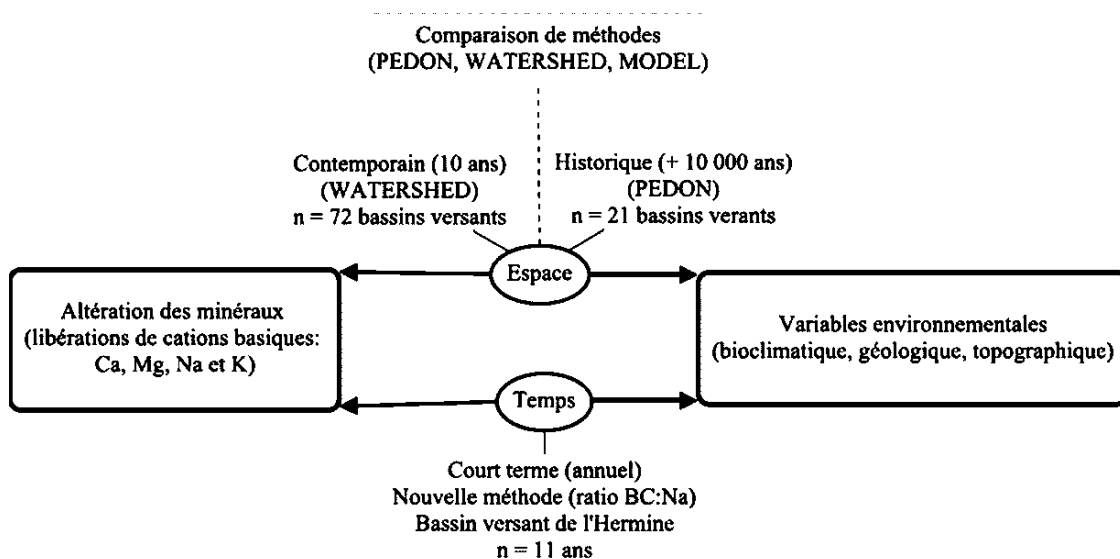 Comparaison de méthodes
(PEDON, WATERSHED, MODEL)
Contemporain (10 ans)
(WATERSHED)
n = 72 bassins versants
Historique (+ 10 000 ans)
(PEDON)
n = 21 bassins verants
Espace
Altération des minéraux
(libérations de cations basiques:
Ca, Mg, Na et K)
Variables environnementales
(bioclimatique, géologique, topographique)
Temps
Court terme (annuel)
Nouvelle méthode (ratio BC:Na)
Bassin versant de l'Hermine
n = 11 ans